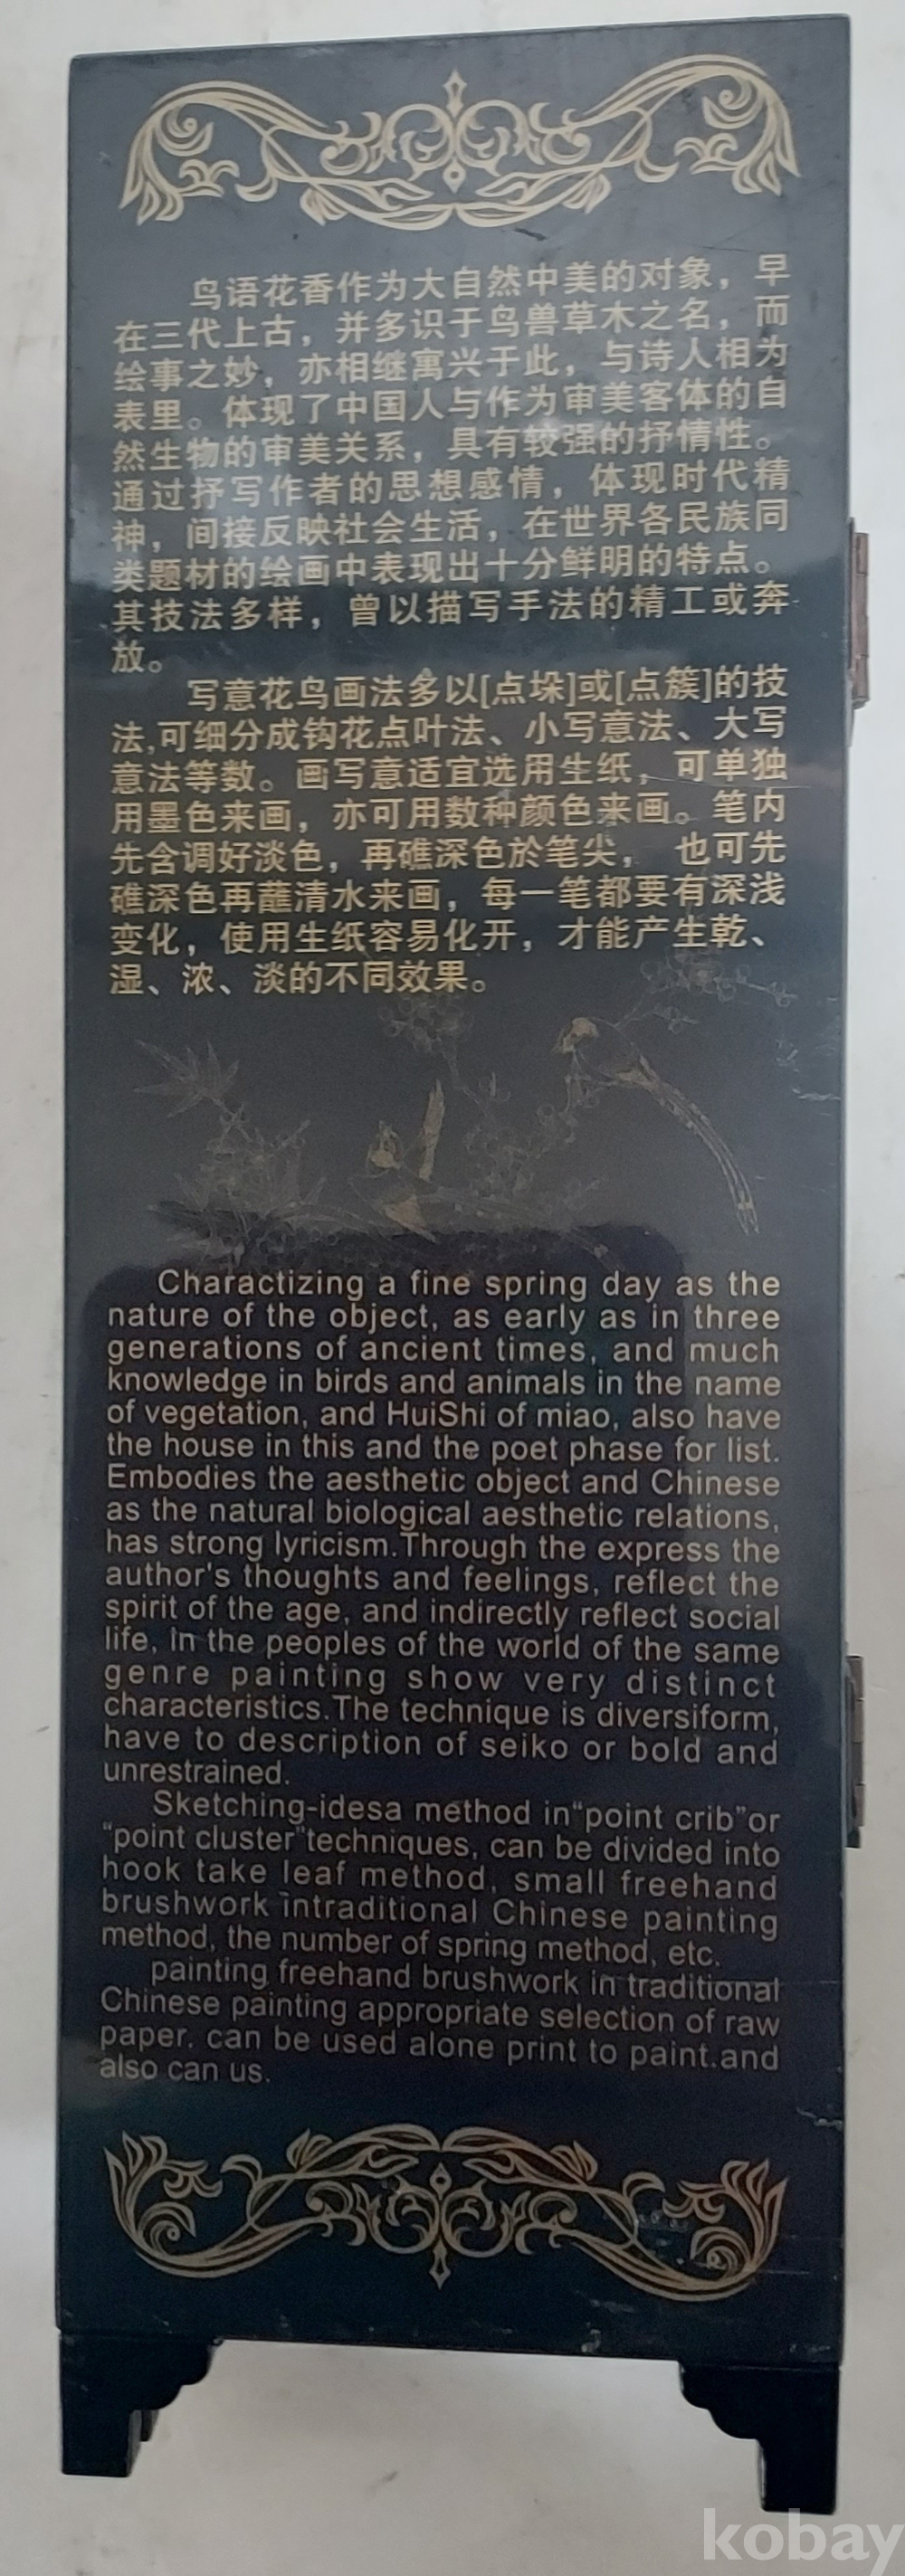 鸟语花香作为大自然中美的对象，早
在三代上古，并多识于鸟兽草木之名，而
绘事之妙，亦相继寓兴于此，与诗人相为
表里。体现了中国人与作为审美客体的自
然生物的审美关系，具有较强的抒情性。
通过抒写作者的思想感情，体现时代精
神，间接反映社会生活，在世界各民族同
类题材的绘画中表现出十分鲜明的特点。
其技法多样，曾以描写手法的精工或奔
放。
写意花鸟画法多以[点垛]或[点簇]的技
法,可细分成钩花点叶法、小写意法、大写
意法等数。画写意适宜选用生纸，可单独
用墨色来画，亦可用数种颜色来画。笔内
先含调好淡色，再礁深色於笔尖，也可先
礁深色再蘸清水来画，每一笔都要有深浅
变化，使用生纸容易化开，才能产生乾、
湿、浓、淡的不同效果。
Charactizing a fine spring day as the
nature of the object, as early as in three
generations of ancient times, and much
knowledge in birds and animals in the name
of vegetation, and HuiShi of miao, also have
the house in this and the poet phase for list.
Embodies the aesthetic object and Chinese
as the natural biological aesthetic relations,
has strong lyricism.Through the express the
author's thoughts and feelings, reflect the
spirit of the age, and indirectly reflect social
life, in the peoples of the world of the same
genre painting show very distinct
characteristics.The technique is diversiform,
have to description of seiko or bold and
unrestrained.
Sketching-idesa method in“point crib”or
“point cluster”techniques, can be divided into
hook take leaf method, small freehand
brushwork intraditional Chinese painting
method, the number of spring method, etc.
painting freehand brushwork in traditional
Chinese painting appropriate selection of raw
paper. can be used alone print to paint.and
also can us.
kobay